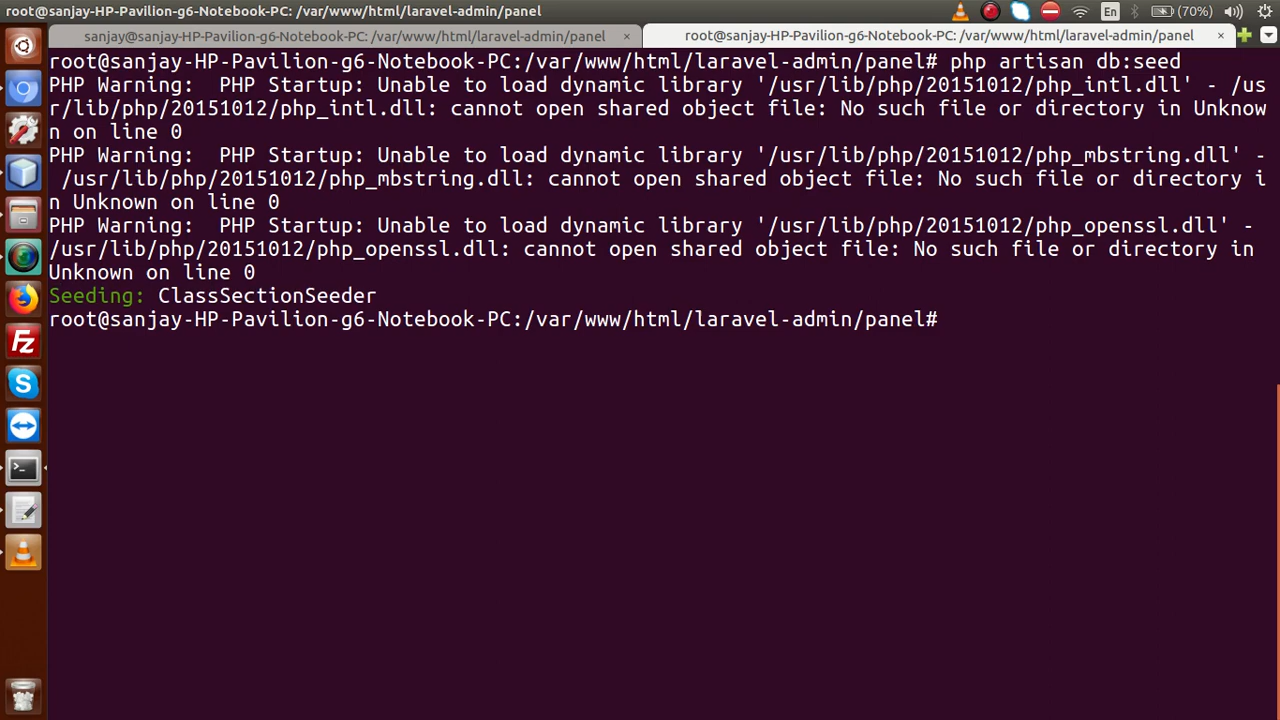 root@sanjay-HP-Pavilion-g6-Notebook-PC: /var/www/html/laravel-admin/panel
En
(70%)
sanjay@sanjay-HP-Pavilion-g6-Notebook-PC: /var/www/html/laravel-admin/panel ×
root@sanjay-HP-Pavilion-g6-Notebook-PC: /var/www/html/laravel-admin/panel ×
root@sanjay-HP-Pavilion-g6-Notebook-PC:/var/www/html/laravel-admin/panel# php artisan db:seed
PHP Warning:  PHP Startup: Unable to load dynamic library '/usr/lib/php/20151012/php_intl.dll' - /us
r/lib/php/20151012/php_intl.dll: cannot open shared object file: No such file or directory in Unknow
n on line 0
PHP Warning:  PHP Startup: Unable to load dynamic library '/usr/lib/php/20151012/php_mbstring.dll' -
 /usr/lib/php/20151012/php_mbstring.dll: cannot open shared object file: No such file or directory i
n Unknown on line 0
PHP Warning:  PHP Startup: Unable to load dynamic library '/usr/lib/php/20151012/php_openssl.dll' -
/usr/lib/php/20151012/php_openssl.dll: cannot open shared object file: No such file or directory in
Unknown on line 0
Seeding: ClassSectionSeeder
root@sanjay-HP-Pavilion-g6-Notebook-PC:/var/www/html/laravel-admin/panel#
Fz
S